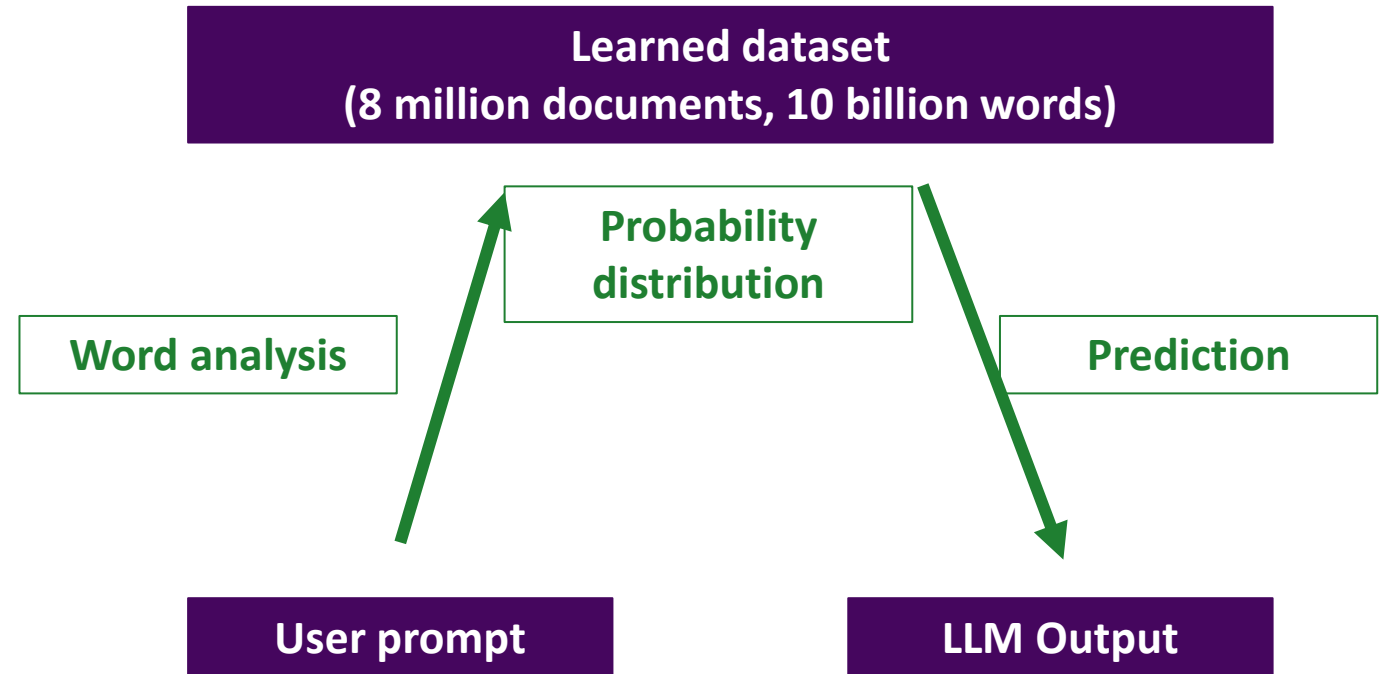 Learned dataset
(8 million documents, 10 billion words)
Probability
distribution
Word analysis
Prediction
User prompt
LLM Output